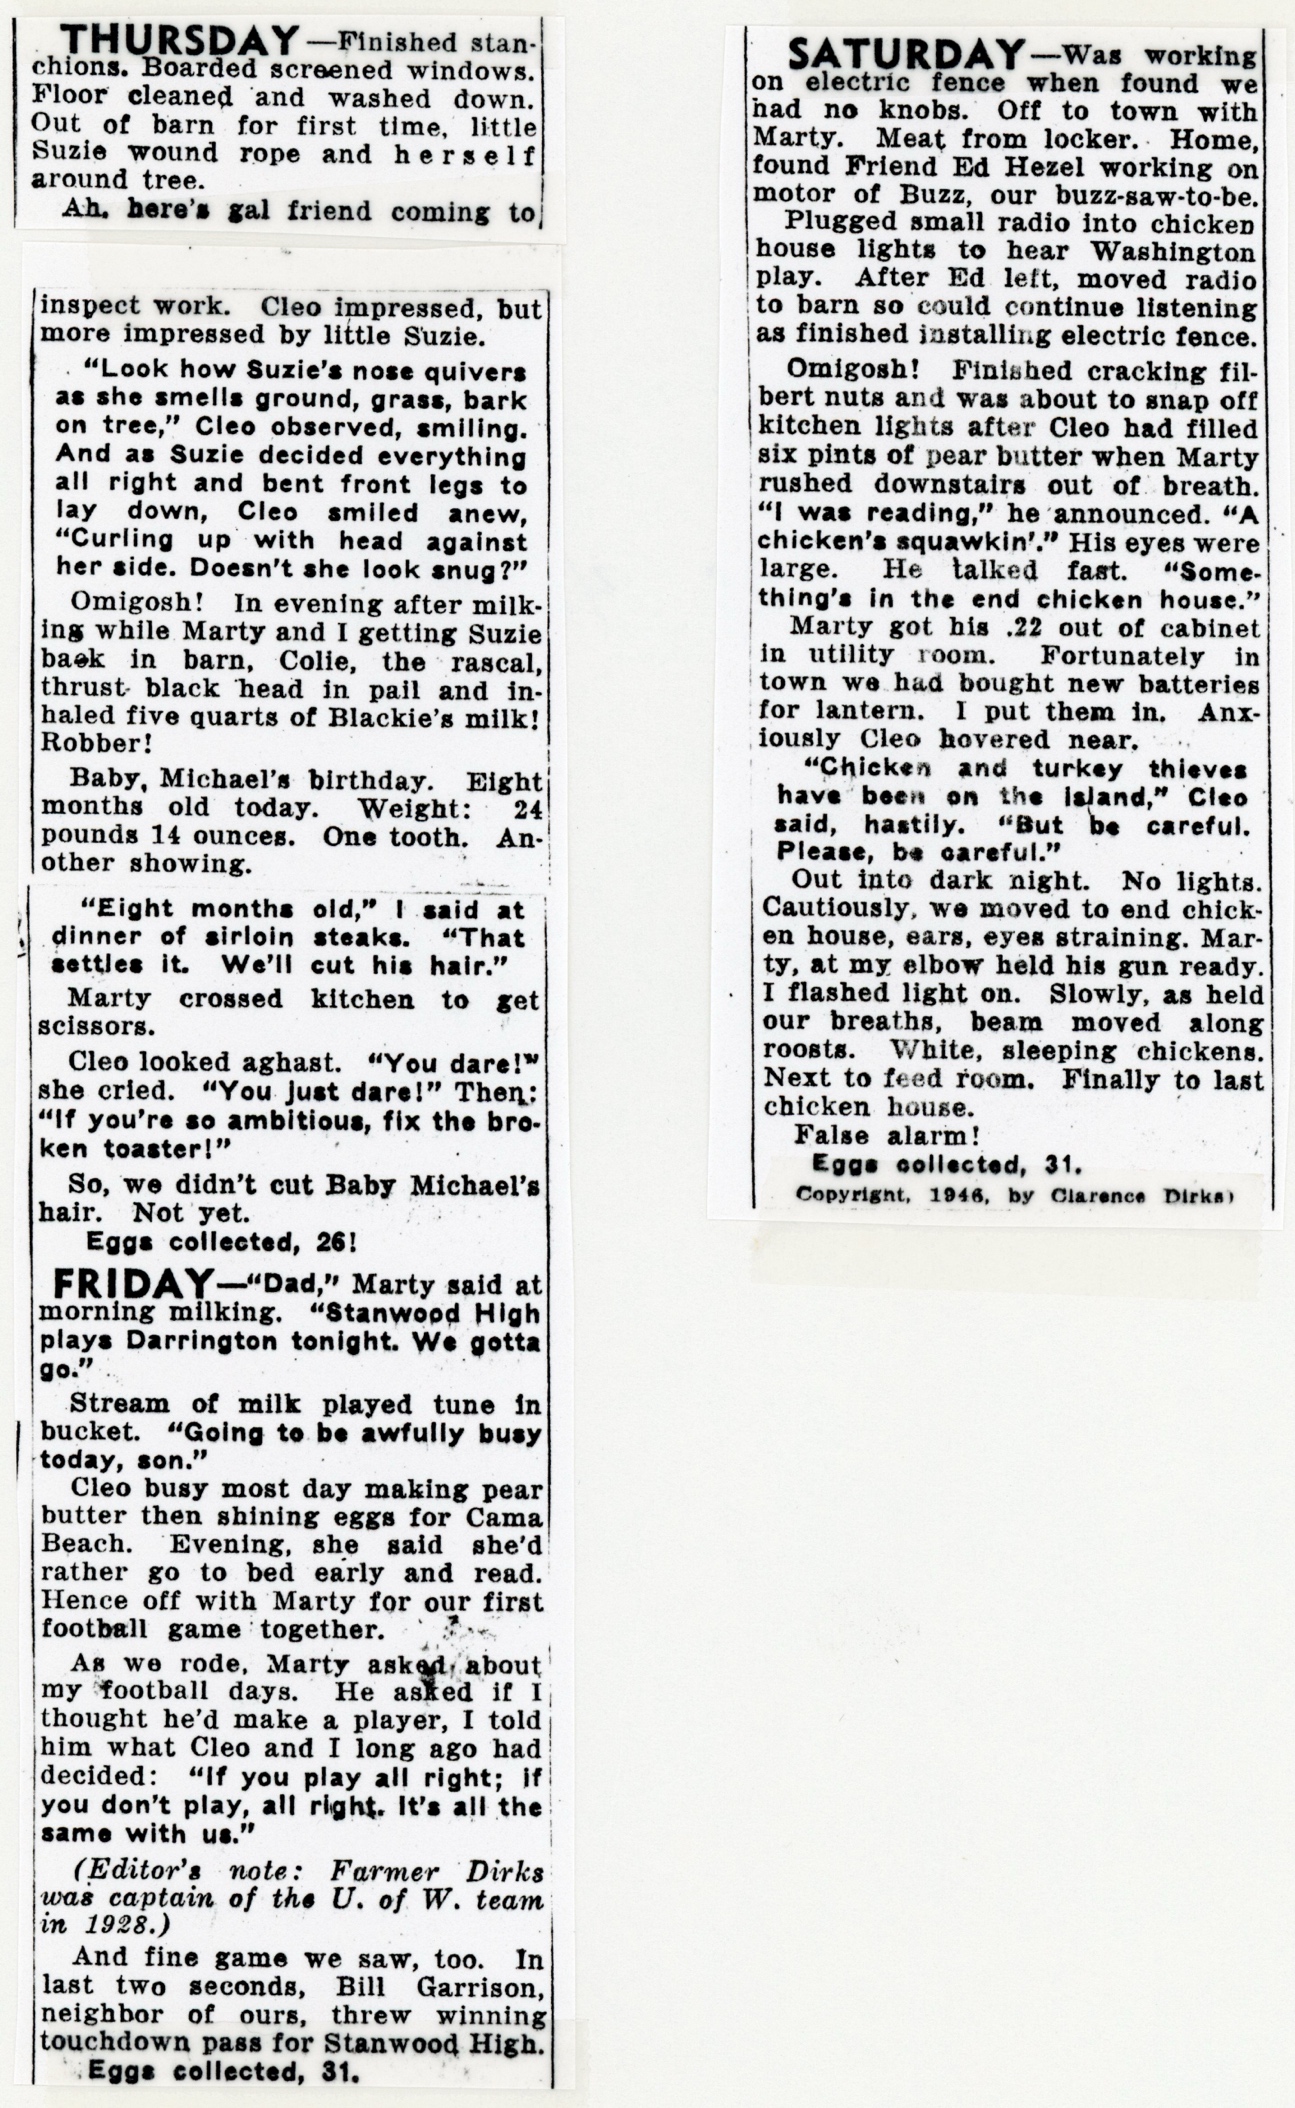 THURSDAY—Finished stan-
chions. Boarded screened windows.
Floor cleaned and washed down.
Out of barn for first time, little
Suzie wound rope and herself
around tree.
Ah, here's gal friend coming to
inspect work. Cleo impressed, but
more impressed by little Suzie.
"Look how Suzie's nose quivers
as she smells ground, grass, bark
on tree," Cleo observed, smiling.
And as Suzie decided everything
all right and bent front legs to
lay down, Cleo smiled anew,
"Curling up with head against
her side. Doesn't she look snug?"
Omigosh! In evening after milk-
ing while Marty and I getting Suzie
back in barn, Colie, the rascal,
thrust black head in pail and in-
haled five quarts of Blackie's milk!
Robber!
Baby, Michael's birthday. Eight
months old today. Weight: 24
pounds 14 ounces. One tooth. An-
other showing.
"Eight months old," I said at
dinner of sirloin steaks. "That
settles it. We'll cut his hair."
Marty crossed kitchen to get
scissors.
Cleo looked aghast. "You dare!"
she cried. "You just dare!" Then:
"If you're so ambitious, fix the bro-
ken toaster!"
So, we didn't cut Baby Michael's
hair. Not yet.
Eggs collected, 26!
FRIDAY—"Dad," Marty said at
morning milking. "Stanwood High
plays Darrington tonight. We gotta
go."
Stream of milk played tune in
bucket. "Going to be awfully busy
today, son."
Cleo busy most day making pear
butter then shining eggs for Cama
Beach. Evening, she said she'd
rather go to bed early and read.
Hence off with Marty for our first
football game together.
As we rode, Marty asked about
my football days. He asked if I
thought he'd make a player, I told
him what Cleo and I long ago had
decided: "If you play all right; if
you don't play, all right. It's all the
same with us."
(Editor's note: Farmer Dirks
was captain of the U. of W. team
in 1928.)
And fine game we saw, too. In
last two seconds, Bill Garrison,
neighbor of ours, threw winning
touchdown pass for Stanwood High.
Eggs collected, 31.
SATURDAY—Was working
on electric fence when found we
had no knobs. Off to town with
Marty. Meat from locker. Home,
found Friend Ed Hezel working on
motor of Buzz, our buzz-saw-to-be.
Plugged small radio into chicken
house lights to hear Washington
play. After Ed left, moved radio
to barn so could continue listening
as finished installing electric fence.
Omigosh! Finished cracking fil-
bert nuts and was about to snap off
kitchen lights after Cleo had filled
six pints of pear butter when Marty
rushed downstairs out of breath.
"I was reading," he announced. "A
chicken's squawkin'." His eyes were
large. He talked fast. "Some-
thing's in the end chicken house."
Marty got his .22 out of cabinet
in utility room. Fortunately in
town we had bought new batteries
for lantern. I put them in. Anx-
iously Cleo hovered near.
"Chicken and turkey thieves
have been on the island," Cleo
said, hastily. "But be careful.
Please, be careful."
Out into dark night. No lights.
Cautiously, we moved to end chick-
en house, ears, eyes straining. Mar-
ty, at my elbow held his gun ready.
I flashed light on. Slowly, as held
our breaths, beam moved along
roosts. White, sleeping chickens.
Next to feed room. Finally to last
chicken house.
False alarm!
Eggs collected, 31.
Copyright, 1946, by Clarence Dirks)